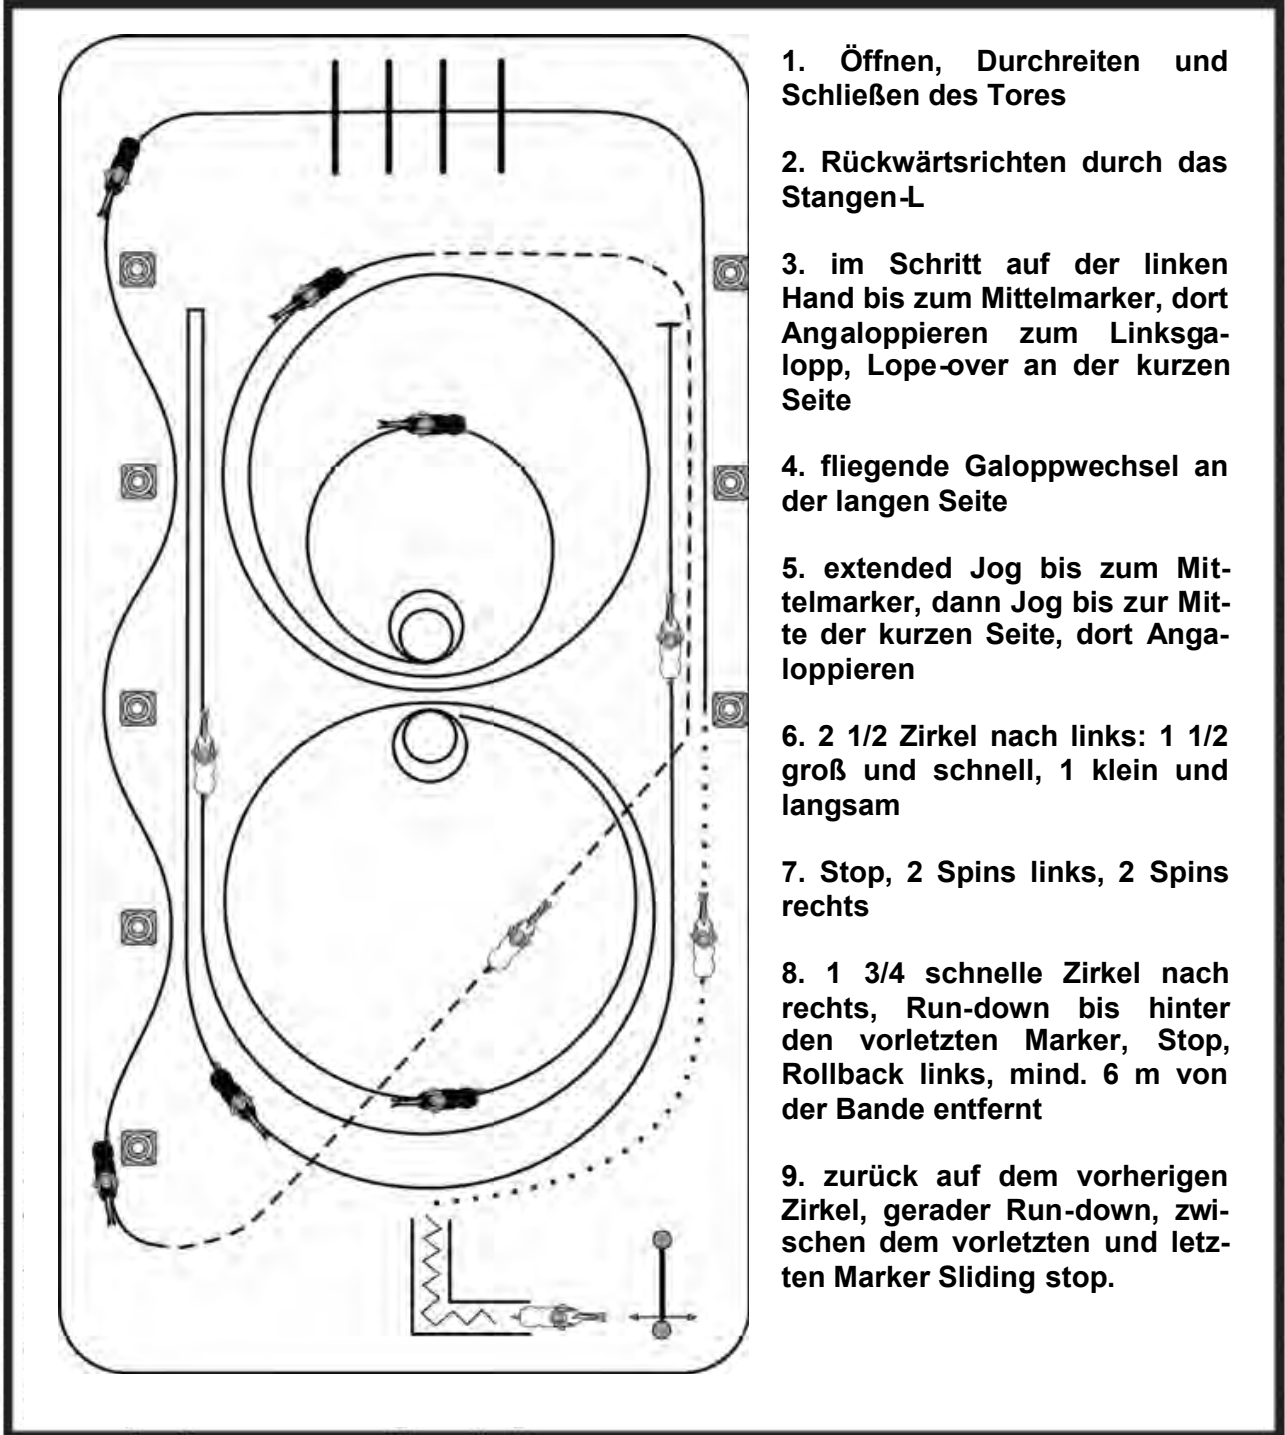 1. Öffnen, Durchreiten und
Schließen des Tores
2. Rückwärtsrichten durch das
Stangen-L
3. im Schritt auf der linken
Hand bis zum Mittelmarker, dort
Angaloppieren zum Linksga-
lopp, Lope-over an der kurzen
Seite
4. fliegende Galoppwechsel an
der langen Seite
5. extended Jog bis zum Mit-
telmarker, dann Jog bis zur Mit-
te der kurzen Seite, dort Anga-
loppieren
6. 2 1/2 Zirkel nach links: 1 1/2
groß und schnell, 1 klein und
langsam
7. Stop, 2 Spins links, 2 Spins
rechts
8. 1 3/4 schnelle Zirkel nach
rechts, Run-down bis hinter
den vorletzten Marker, Stop,
Rollback links, mind. 6 m von
der Bande entfernt
9. zurück auf dem vorherigen
Zirkel, gerader Run-down, zwi-
schen dem vorletzten und letz-
ten Marker Sliding stop.